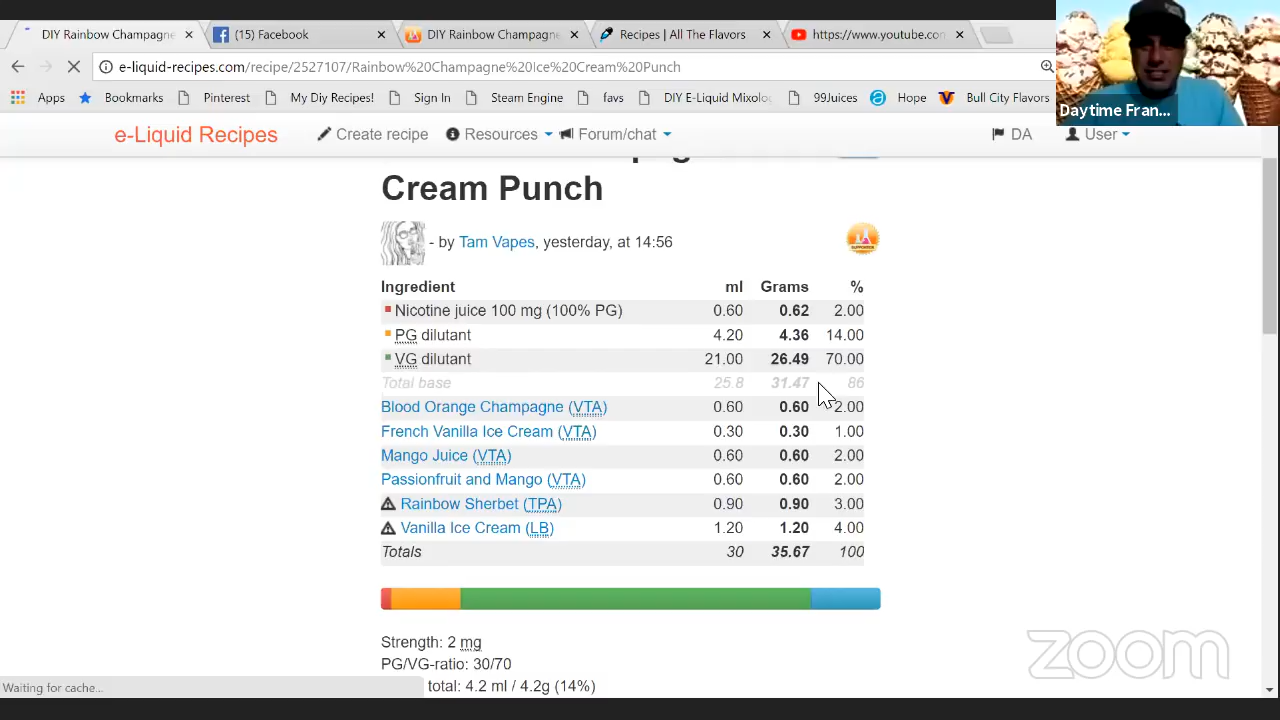 DIY Rainbow Champagne
(15) Facebook
DIY Rainbow Champagne
Recipes | All The Flavors
https://www.youtube.com
e-liquid-recipes.com/recipe/2527107/Rainbow%20Champagne%20Ice%20Cream%20Punch
Apps
Bookmarks
Pinterest
My Diy Recipes!
Sign In
Steam Engine
favs
DIY E-Liquid Mixolo
99Juices
Hope
Bull City Flavors
Daytime Fran...
e-Liquid Recipes
Create recipe
Resources
Forum/chat
DA
User
Cream Punch
- by Tam Vapes, yesterday, at 14:56
SUPPORTER
Ingredient ml Grams %
Nicotine juice 100 mg (100% PG) 0.60 0.62 2.00
PG dilutant 4.20 4.36 14.00
VG dilutant 21.00 26.49 70.00
Total base 25.8 31.47 86
Blood Orange Champagne (VTA) 0.60 0.60 2.00
French Vanilla Ice Cream (VTA) 0.30 0.30 1.00
Mango Juice (VTA) 0.60 0.60 2.00
Passionfruit and Mango (VTA) 0.60 0.60 2.00
Rainbow Sherbet (TPA) 0.90 0.90 3.00
Vanilla Ice Cream (LB) 1.20 1.20 4.00
Totals 30 35.67 100
Strength: 2 mg
PG/VG-ratio: 30/70
total: 4.2 ml / 4.2g (14%)
Waiting for cache...
zoom